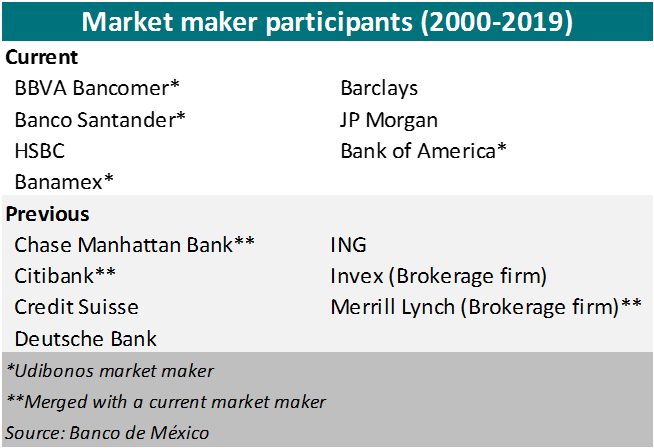 Market maker participants (2000-2019)
Current
BBVA Bancomer* Barclays
Banco Santander* JP Morgan
HSBC Bank of America*
Banamex*
Previous
Chase Manhattan Bank** ING
Citibank** Invex (Brokerage firm)
Credit Suisse Merrill Lynch (Brokerage firm)**
Deutsche Bank
*Udibonos market maker
**Merged with a current market maker
Source: Banco de México